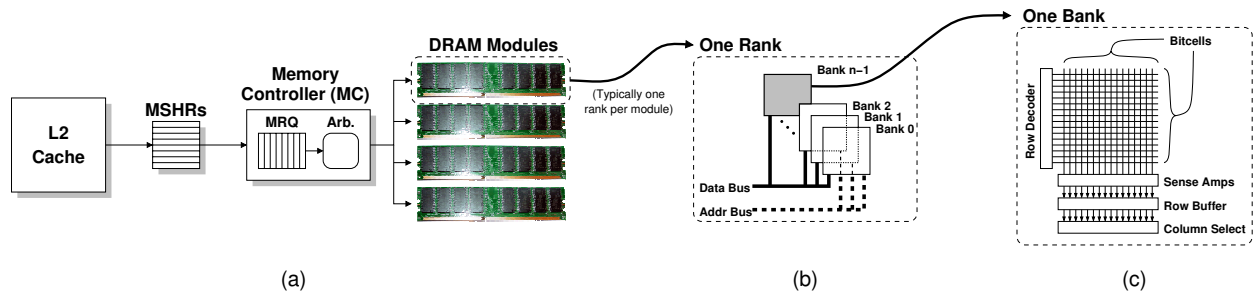 L2
Cache
MSHRs
Memory
Controller (MC)
MRQ
Arb.
DRAM Modules
(Typically one
rank per module)
(a)
One Rank
Bank n−1
Bank 2
Bank 1
Bank 0
Data Bus
Addr Bus
(b)
One Bank
Bitcells
Row Decoder
Sense Amps
Row Buffer
Column Select
(c)